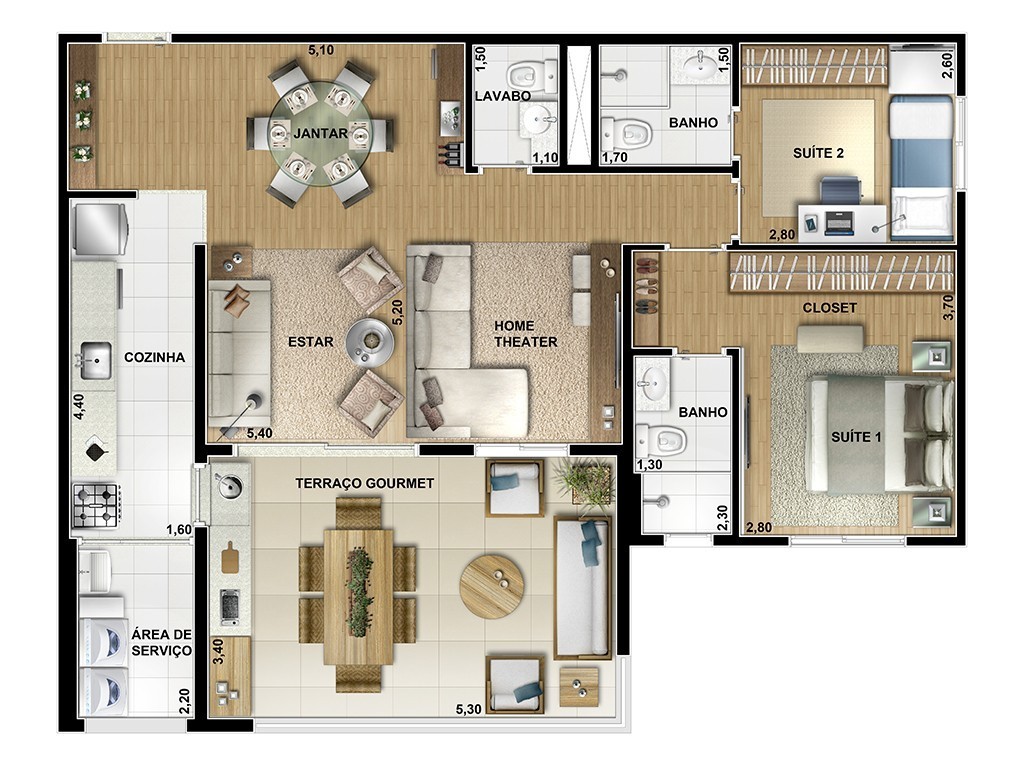 5,10
JANTAR
1,50
LAVABO
1,10
1,50
BANHO
1,70
2,60
SUÍTE 2
2,80
COZINHA
4,40
1,60
ESTAR
5,20
5,40
HOME
THEATER
CLOSET
3,70
BANHO
1,30
2,30
SUÍTE 1
2,80
TERRAÇO GOURMET
3,40
5,30
ÁREA DE
SERVIÇO
2,20